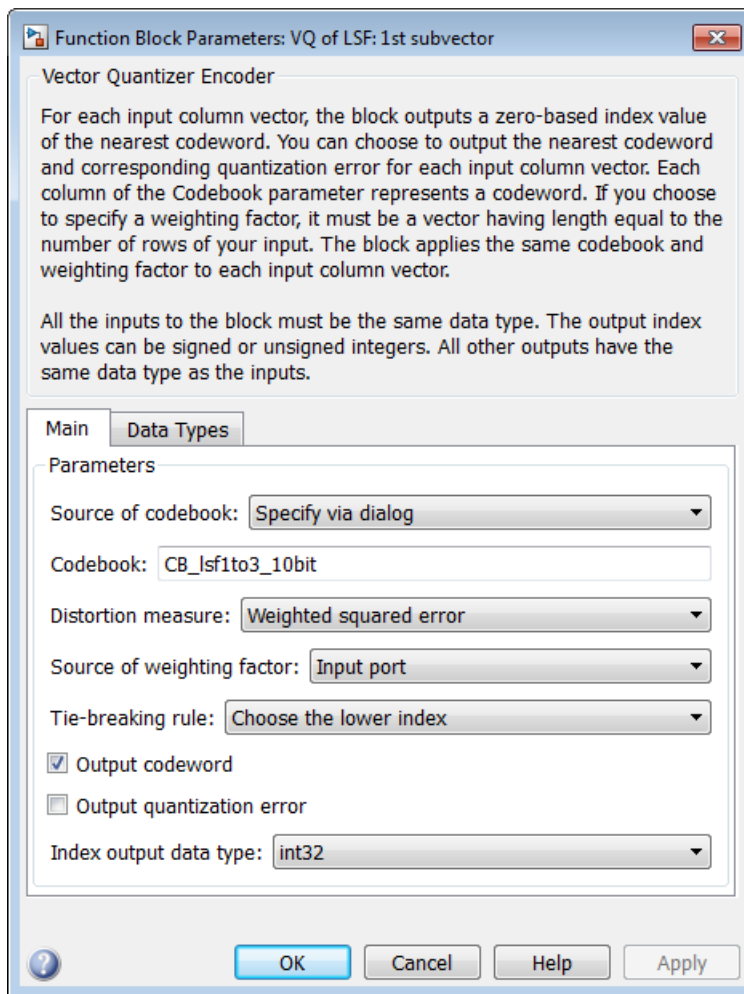 Function Block Parameters: VQ of LSF: 1st subvector
Vector Quantizer Encoder
For each input column vector, the block outputs a zero-based index value
of the nearest codeword. You can choose to output the nearest codeword
and corresponding quantization error for each input column vector. Each
column of the Codebook parameter represents a codeword. If you choose
to specify a weighting factor, it must be a vector having length equal to the
number of rows of your input. The block applies the same codebook and
weighting factor to each input column vector.
All the inputs to the block must be the same data type. The output index
values can be signed or unsigned integers. All other outputs have the
same data type as the inputs.
Main Data Types
Parameters
Source of codebook: Specify via dialog
Codebook: CB_lsf1to3_10bit
Distortion measure: Weighted squared error
Source of weighting factor: Input port
Tie-breaking rule: Choose the lower index
Output codeword
Output quantization error
Index output data type: int32
? OK Cancel Help Apply